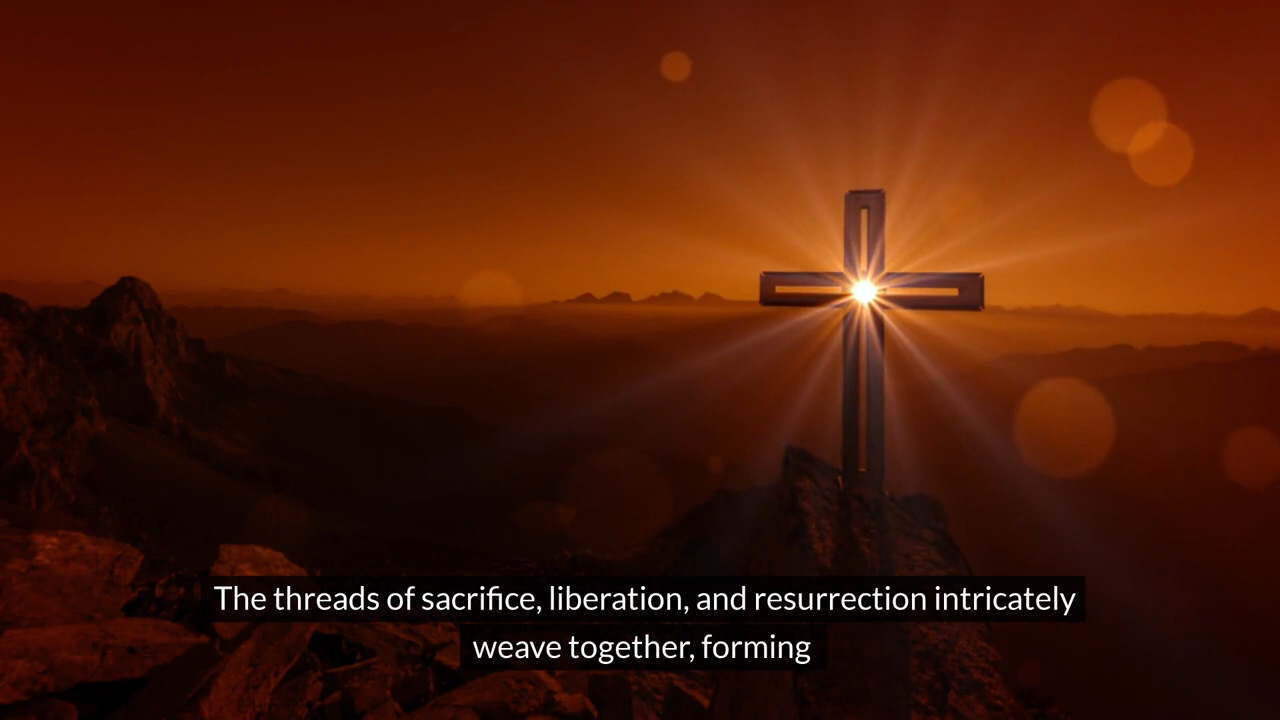 The threads of sacrifice, liberation, and resurrection intricately
weave together, forming